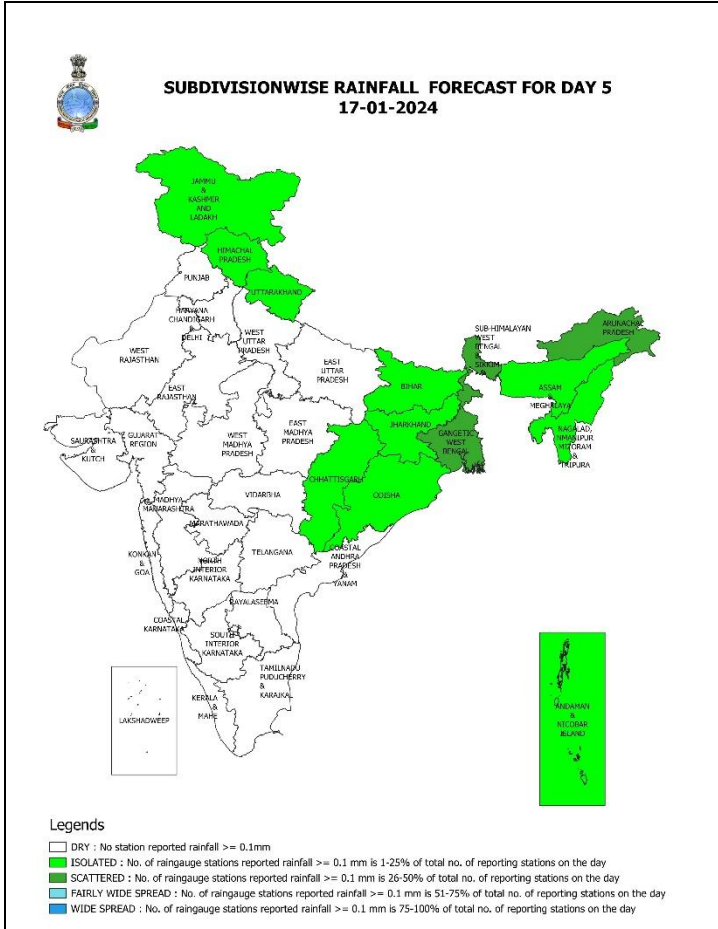 SUBDIVISIONWISE RAINFALL FORECAST FOR DAY 5
17-01-2024
JAMMU
&
KASHMIR
AND
LADAKH
HIMACHAL
PRADESH
PUNJAB
UTTARAKHAND
HARYANA
CHANDIGARH
&
DELHI
WEST
UTTAR
PRADESH
WEST
RAJASTHAN
EAST
RAJASTHAN
EAST
UTTAR
PRADESH
SUB-HIMALAYAN
WEST
BENGAL
&
SIKKIM
ARUNACHAL
PRADESH
BIHAR
ASSAM
&
MEGHALAYA
NAGALAD,
NMANIPUR
MIZORAM
&
TRIPURA
JHARKHAND
GANGETIC
WEST
BENGAL
SAURASHTRA
&
KUTCH
GUJARAT
REGION
WEST
MADHYA
PRADESH
EAST
MADHYA
PRADESH
CHHATTISGARH
ODISHA
VIDARBHA
MADHYA
MAHARASHTRA
MARATHAWADA
KONKAN
&
GOA
NORTH
INTERIOR
KARNATAKA
TELANGANA
COASTAL
ANDHRA
PRADESH
&
YANAM
RAYALASEEMA
COASTAL
KARNATAKA
SOUTH
INTERIOR
KARNATAKA
TAMILNADU
PUDUCHERRY
&
KARAIKAL
KERALA
&
MAHE
LAKSHADWEEP
ANDAMAN
&
NICOBAR
ISLAND
Legends
DRY : No station reported rainfall >= 0.1mm
ISOLATED : No. of raingauge stations reported rainfall >= 0.1 mm is 1-25% of total no. of reporting stations on the day
SCATTERED : No. of raingauge stations reported rainfall >= 0.1 mm is 26-50% of total no. of reporting stations on the day
FAIRLY WIDE SPREAD : No. of raingauge stations reported rainfall >= 0.1 mm is 51-75% of total no. of reporting stations on the day
WIDE SPREAD : No. of raingauge stations reported rainfall >= 0.1 mm is 75-100% of total no. of reporting stations on the day